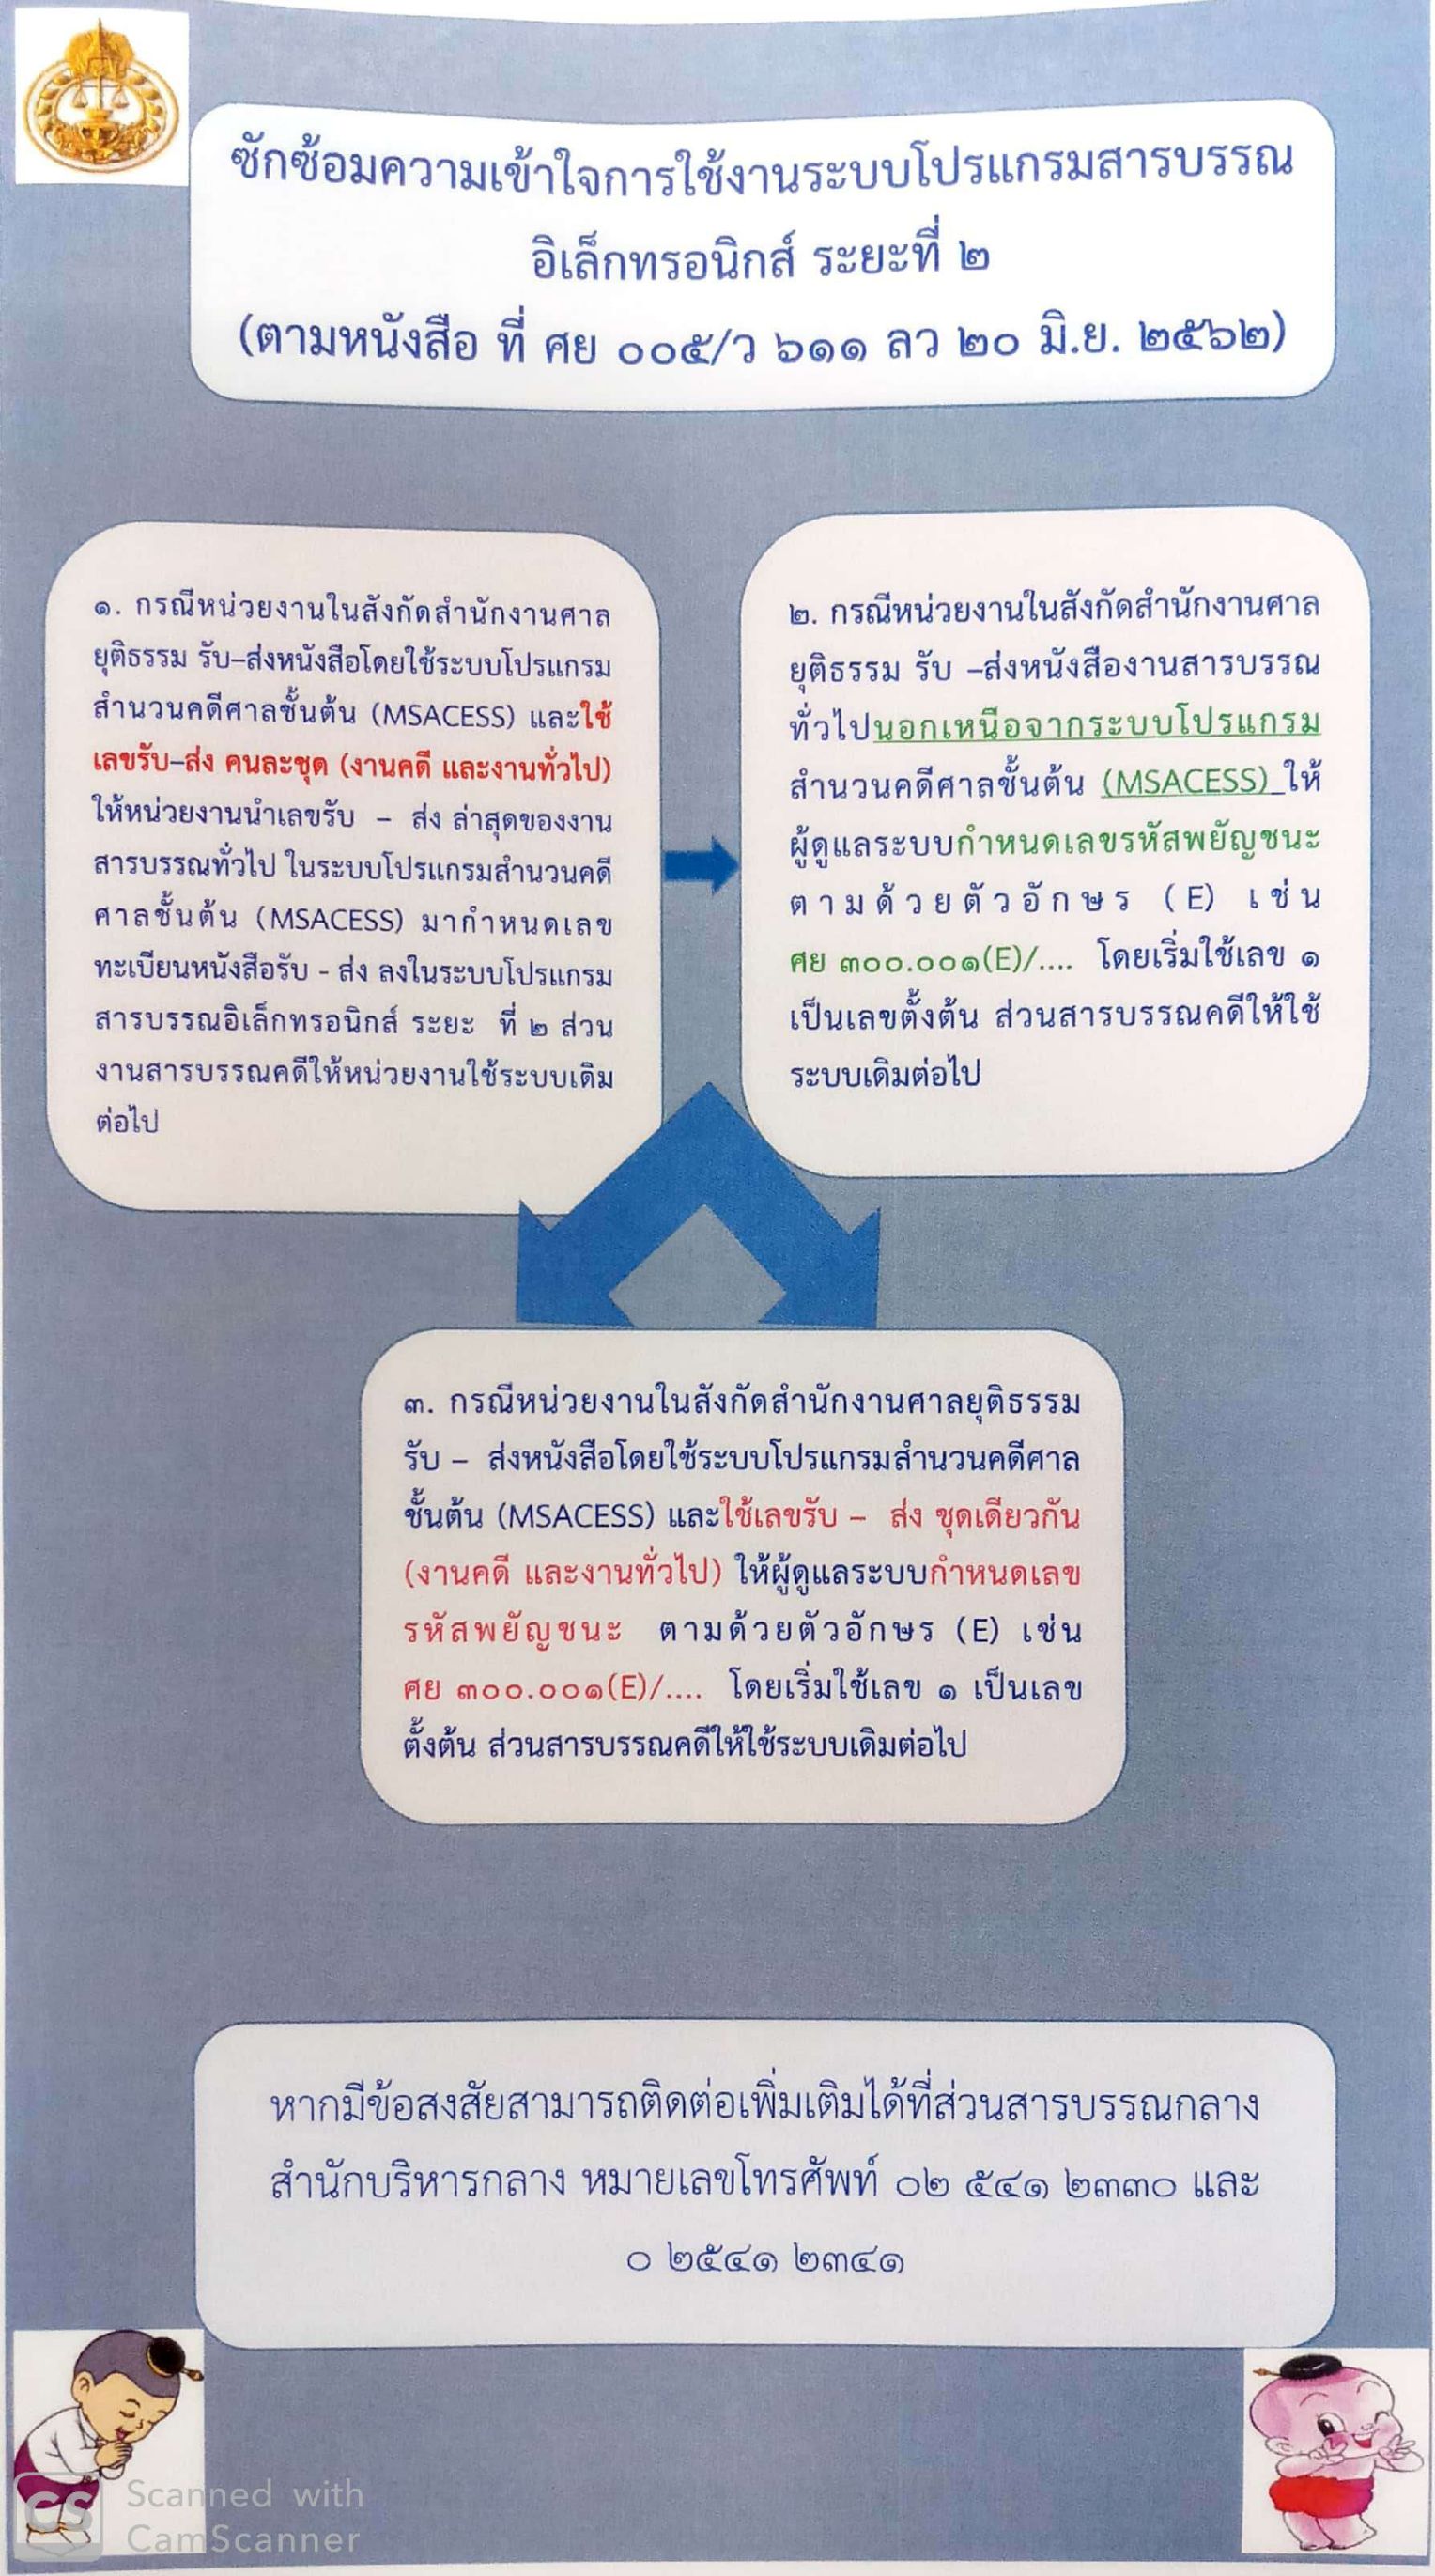 ซักซ้อมความเข้าใจการใช้งานระบบโปรแกรมสารบรรณ
อิเล็กทรอนิกส์ ระยะที่ ๒
(ตามหนังสือ ที่ ศย ๐๐๕/ว ๖๑๑ ลว ๒๐ มิ.ย. ๒๕๖๒)
๑. กรณีหน่วยงานในสังกัดสำนักงานศาล
ยุติธรรม รับ–ส่งหนังสือโดยใช้ระบบโปรแกรม
สำนวนคดีศาลชั้นต้น (MSACESS) และใช้
เลขรับ–ส่ง คนละชุด (งานคดี และงานทั่วไป)
ให้หน่วยงานนำเลขรับ – ส่ง ล่าสุดของงาน
สารบรรณทั่วไป ในระบบโปรแกรมสำนวนคดี
ศาลชั้นต้น (MSACESS) มากำหนดเลข
ทะเบียนหนังสือรับ - ส่ง ลงในระบบโปรแกรม
สารบรรณอิเล็กทรอนิกส์ ระยะ ที่ ๒ ส่วน
งานสารบรรณคดีให้หน่วยงานใช้ระบบเดิม
ต่อไป
๒. กรณีหน่วยงานในสังกัดสำนักงานศาล
ยุติธรรม รับ –ส่งหนังสืองานสารบรรณ
ทั่วไปนอกเหนือจากระบบโปรแกรม
สำนวนคดีศาลชั้นต้น (MSACESS) ให้
ผู้ดูแลระบบกำหนดเลขรหัสพยัญชนะ
ตามด้วยตัวอักษร (E) เช่น
ศย ๓๐๐.๐๐๑(E)/.... โดยเริ่มใช้เลข ๑
เป็นเลขตั้งต้น ส่วนสารบรรณคดีให้ใช้
ระบบเดิมต่อไป
๓. กรณีหน่วยงานในสังกัดสำนักงานศาลยุติธรรม
รับ – ส่งหนังสือโดยใช้ระบบโปรแกรมสำนวนคดีศาล
ชั้นต้น (MSACESS) และใช้เลขรับ – ส่ง ชุดเดียวกัน
(งานคดี และงานทั่วไป) ให้ผู้ดูแลระบบกำหนดเลข
รหัสพยัญชนะ ตามด้วยตัวอักษร (E) เช่น
ศย ๓๐๐.๐๐๑(E)/.... โดยเริ่มใช้เลข ๑ เป็นเลข
ตั้งต้น ส่วนสารบรรณคดีให้ใช้ระบบเดิมต่อไป
หากมีข้อสงสัยสามารถติดต่อเพิ่มเติมได้ที่ส่วนสารบรรณกลาง
สำนักบริหารกลาง หมายเลขโทรศัพท์ ๐๒ ๕๔๑ ๒๓๓๐ และ
๐ ๒๕๔๑ ๒๓๔๑
CS
Scanned with
CamScanner